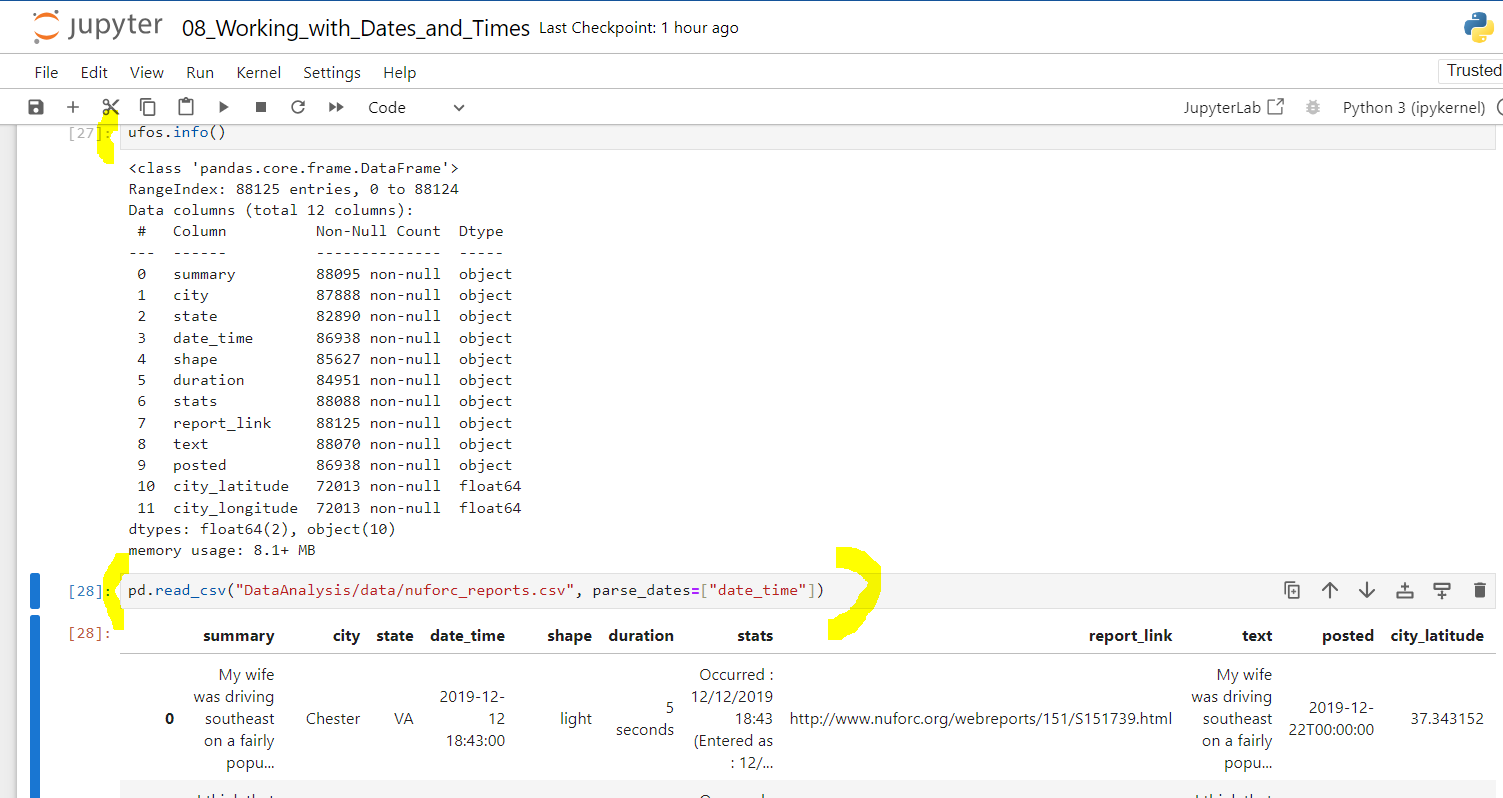 jupyter 08_Working_with_Dates_and_Times Last Checkpoint: 1 hour ago
File Edit View Run Kernel Settings Help Trusted
Code JupyterLab Python 3 (ipykernel)
[27]: ufos.info()
<class 'pandas.core.frame.DataFrame'>
RangeIndex: 88125 entries, 0 to 88124
Data columns (total 12 columns):
# Column Non-Null Count Dtype
--- ------ -------------- -----
0 summary 88095 non-null object
1 city 87888 non-null object
2 state 82890 non-null object
3 date_time 86938 non-null object
4 shape 85627 non-null object
5 duration 84951 non-null object
6 stats 88088 non-null object
7 report_link 88125 non-null object
8 text 88070 non-null object
9 posted 86938 non-null object
10 city_latitude 72013 non-null float64
11 city_longitude 72013 non-null float64
dtypes: float64(2), object(10)
memory usage: 8.1+ MB
[28]: pd.read_csv("DataAnalysis/data/nuforc_reports.csv", parse_dates=["date_time"])
[28]:
summary city state date_time shape duration stats report_link text posted city_latitude
0
My wife
was driving
southeast
on a fairly
popu...
Chester
VA
2019-12-
12
18:43:00
light
5
seconds
Occurred :
12/12/2019
18:43
(Entered as
: 12/...
http://www.nuforc.org/webreports/151/S151739.html
My wife
was driving
southeast
on a fairly
popu...
2019-12-
22T00:00:00
37.343152